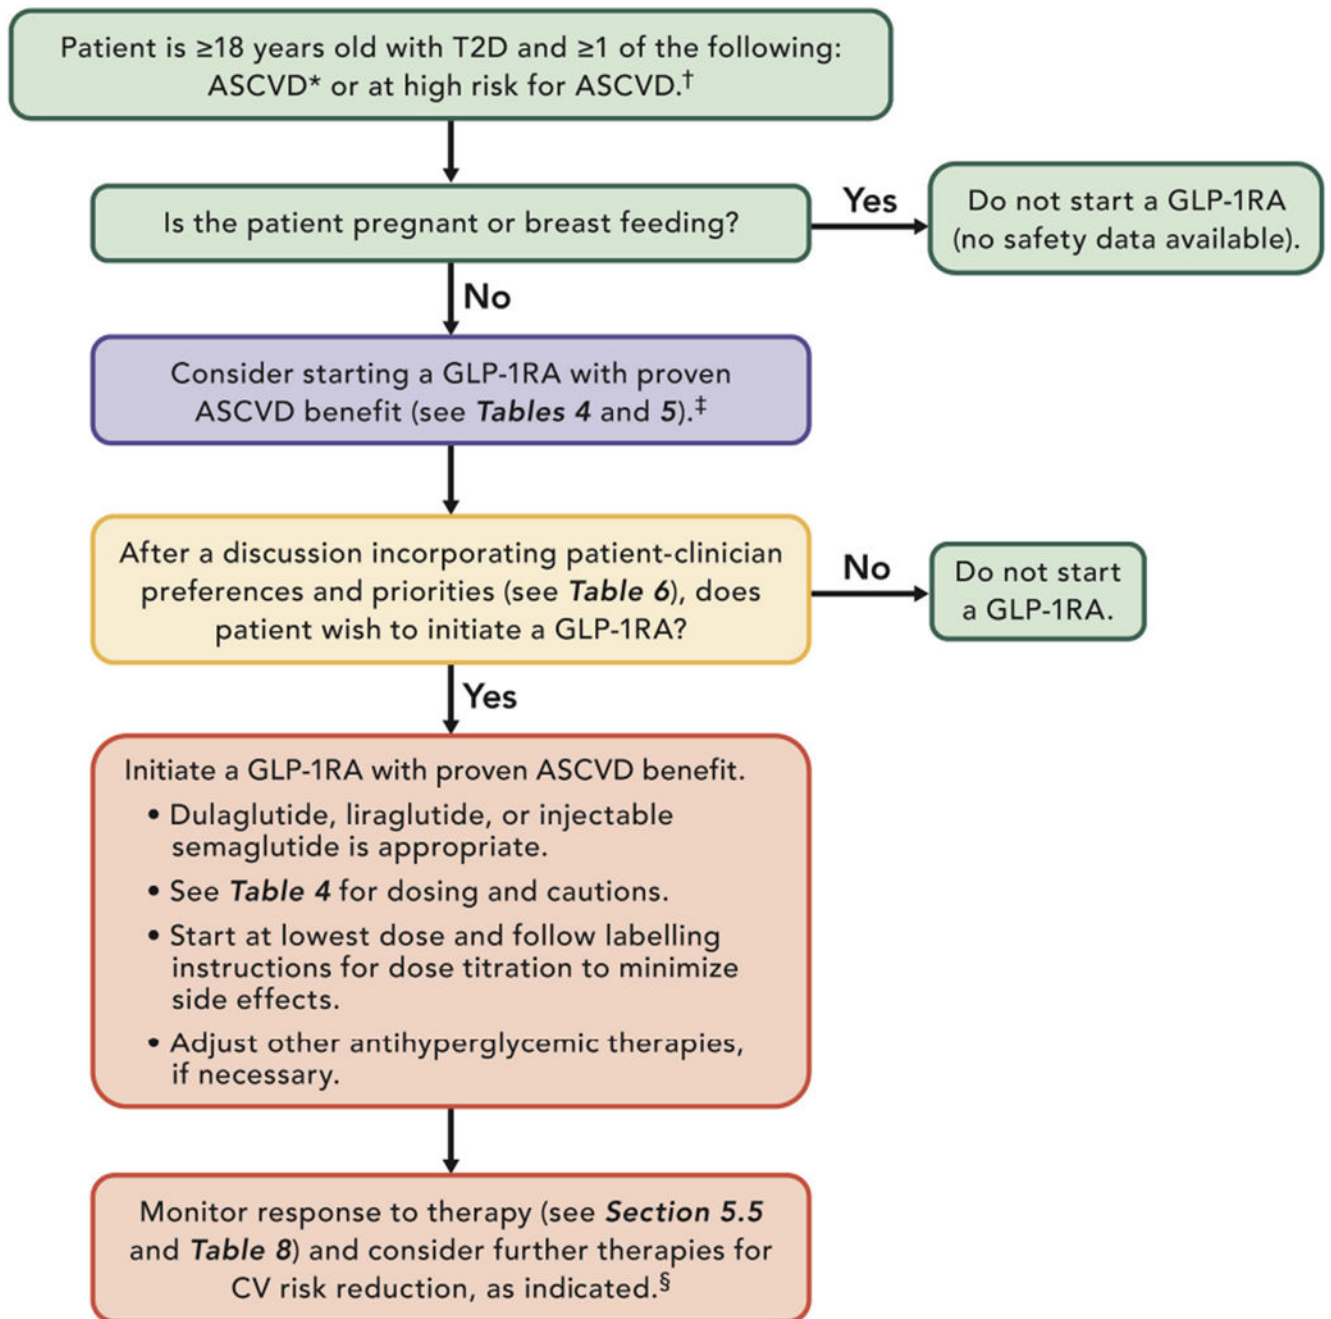 Patient is ≥18 years old with T2D and ≥1 of the following:
ASCVD* or at high risk for ASCVD.†
Is the patient pregnant or breast feeding?
Yes
Do not start a GLP-1RA
(no safety data available).
No
Consider starting a GLP-1RA with proven
ASCVD benefit (see Tables 4 and 5).‡
After a discussion incorporating patient-clinician
preferences and priorities (see Table 6), does
patient wish to initiate a GLP-1RA?
No
Do not start
a GLP-1RA.
Yes
Initiate a GLP-1RA with proven ASCVD benefit.
• Dulaglutide, liraglutide, or injectable
semaglutide is appropriate.
• See Table 4 for dosing and cautions.
• Start at lowest dose and follow labelling
instructions for dose titration to minimize
side effects.
• Adjust other antihyperglycemic therapies,
if necessary.
Monitor response to therapy (see Section 5.5
and Table 8) and consider further therapies for
CV risk reduction, as indicated.§